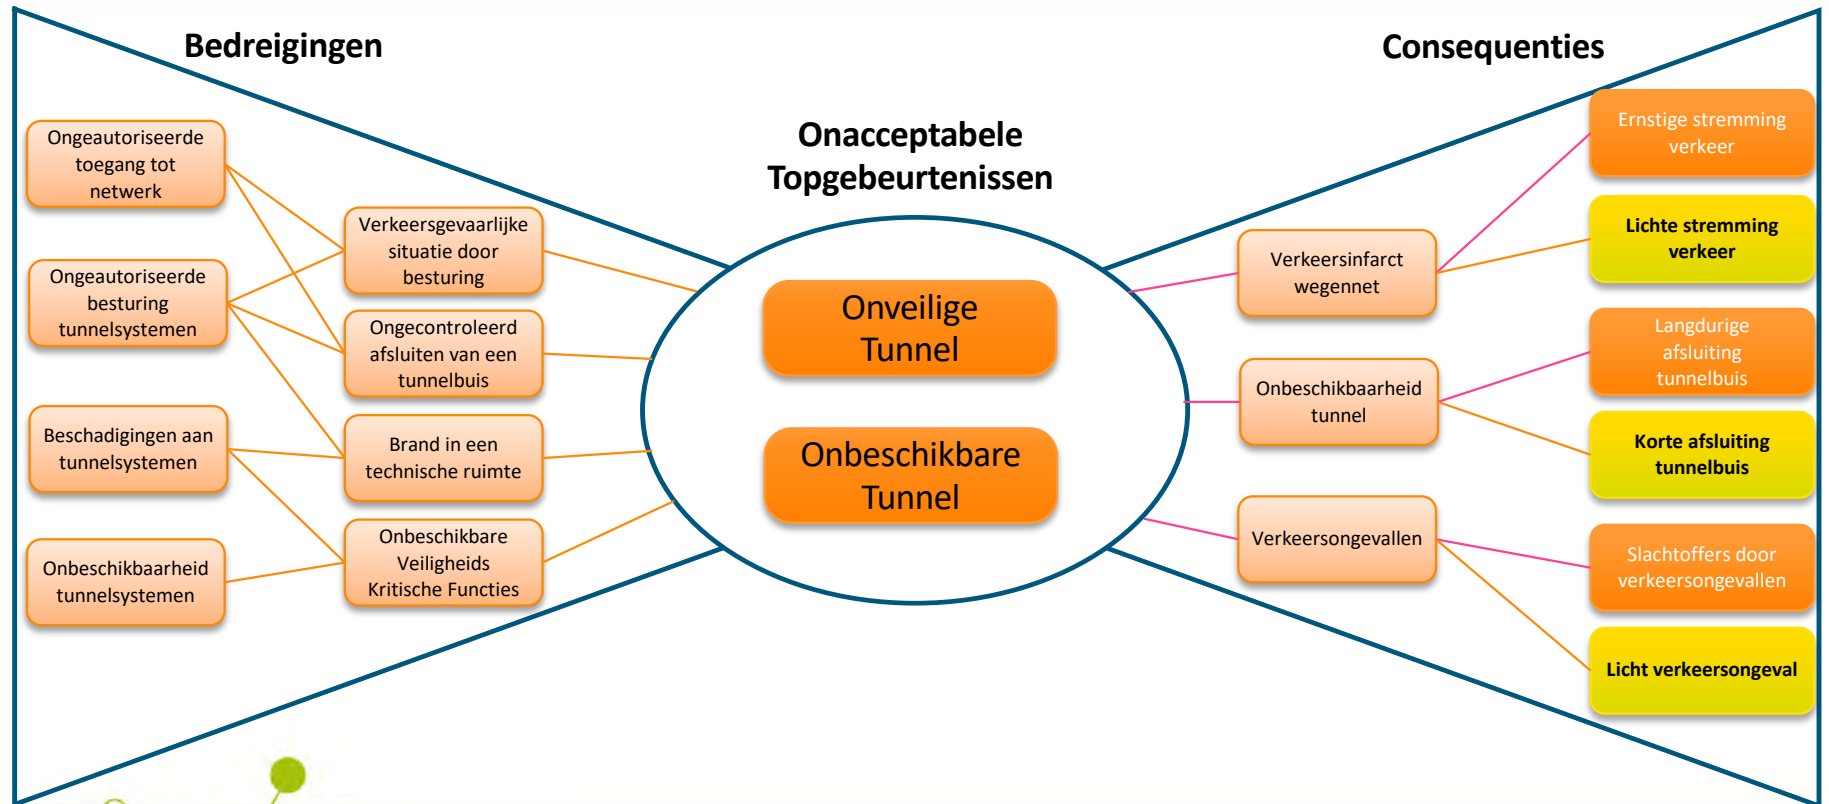 Bedreigingen
Consequenties
Onacceptabele
Topgebeurtenissen
Ongeautoriseerde
toegang tot
netwerk
Ongeautoriseerde
besturing
tunnelsystemen
Beschadigingen aan
tunnelsystemen
Onbeschikbaarheid
tunnelsystemen
Verkeersgevaarlijke
situatie door
besturing
Ongecontroleerd
afsluiten van een
tunnelbuis
Brand in een
technische ruimte
Onbeschikbare
Veiligheids
Kritische Functies
Onveilige
Tunnel
Onbeschikbare
Tunnel
Verkeersinfarct
wegennet
Onbeschikbaarheid
tunnel
Verkeersongevallen
Ernstige stremming
verkeer
Lichte stremming
verkeer
Langdurige
afsluiting
tunnelbuis
Korte afsluiting
tunnelbuis
Slachtoffers door
verkeersongevallen
Licht verkeersongeval